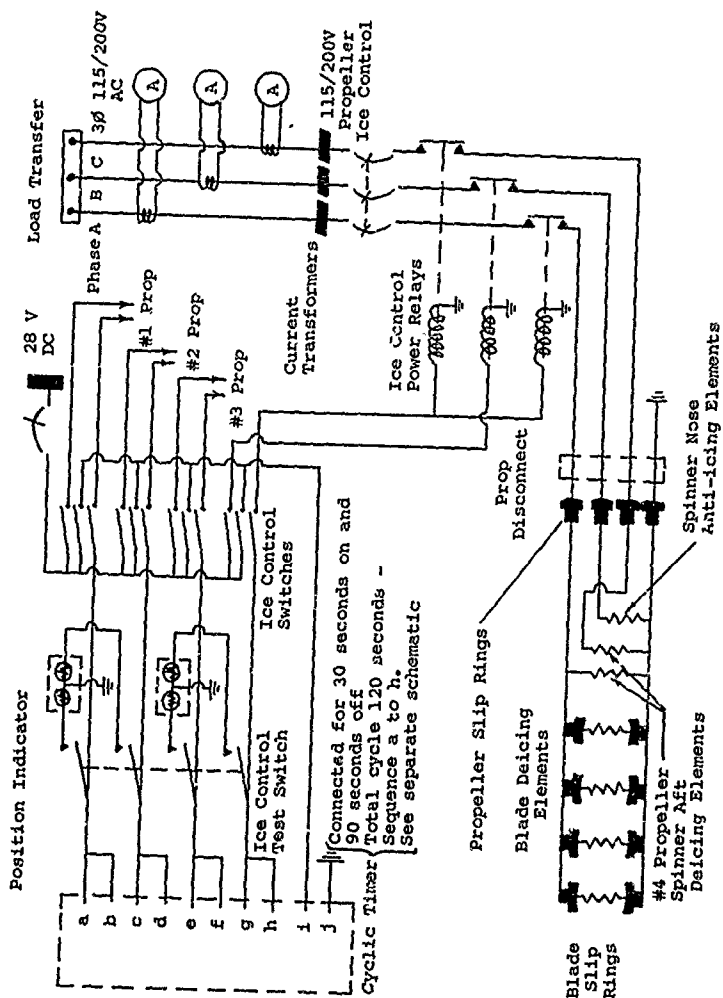 Load Transfer
3Ø 115/200V
AC
28 V
DC
Phase A
B
C
A
A
A
#1 Prop
#2 Prop
#3 Prop
Current
Transformers
115/200V
Propeller
Ice Control
Ice Control
Power Relays
Position Indicator
Ice Control
Switches
Ice Control
Test Switch
a
b
c
d
e
f
g
h
i
j
Cyclic Timer
Connected for 30 seconds on and
90 seconds off
Total cycle 120 seconds -
Sequence a to h.
See separate schematic
Prop
Disconnect
Propeller Slip Rings
Blade Deicing
Elements
Spinner Nose
Anti-icing Elements
#4 Propeller
Spinner Aft
Deicing Elements
Blade
Slip
Rings